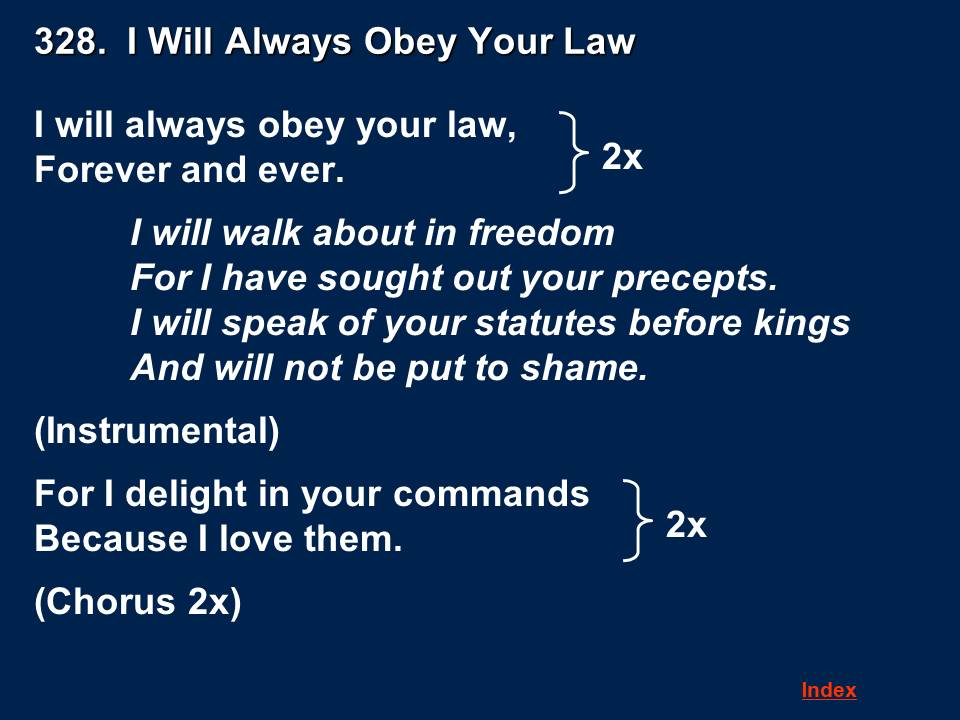 328.  I Will Always Obey Your Law
I will always obey your law,
Forever and ever.
2x
I will walk about in freedom
For I have sought out your precepts.
I will speak of your statutes before kings
And will not be put to shame.
(Instrumental)
For I delight in your commands
Because I love them.
2x
(Chorus 2x)
Index